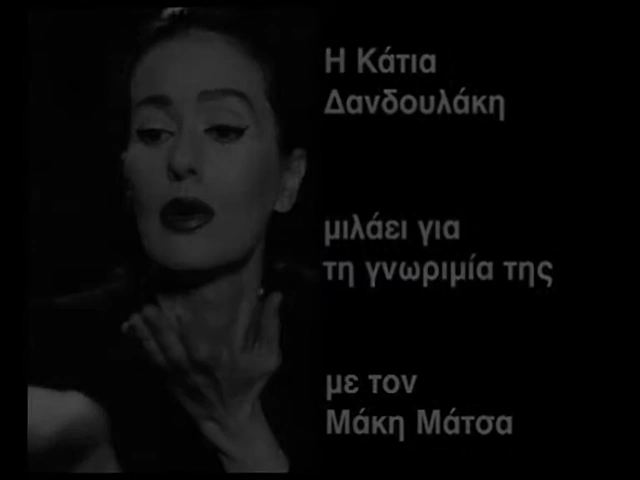 Η Κάτια
Δανδουλάκη
μιλάει για
τη γνωριμία της
με τον
Μάκη Μάτσα